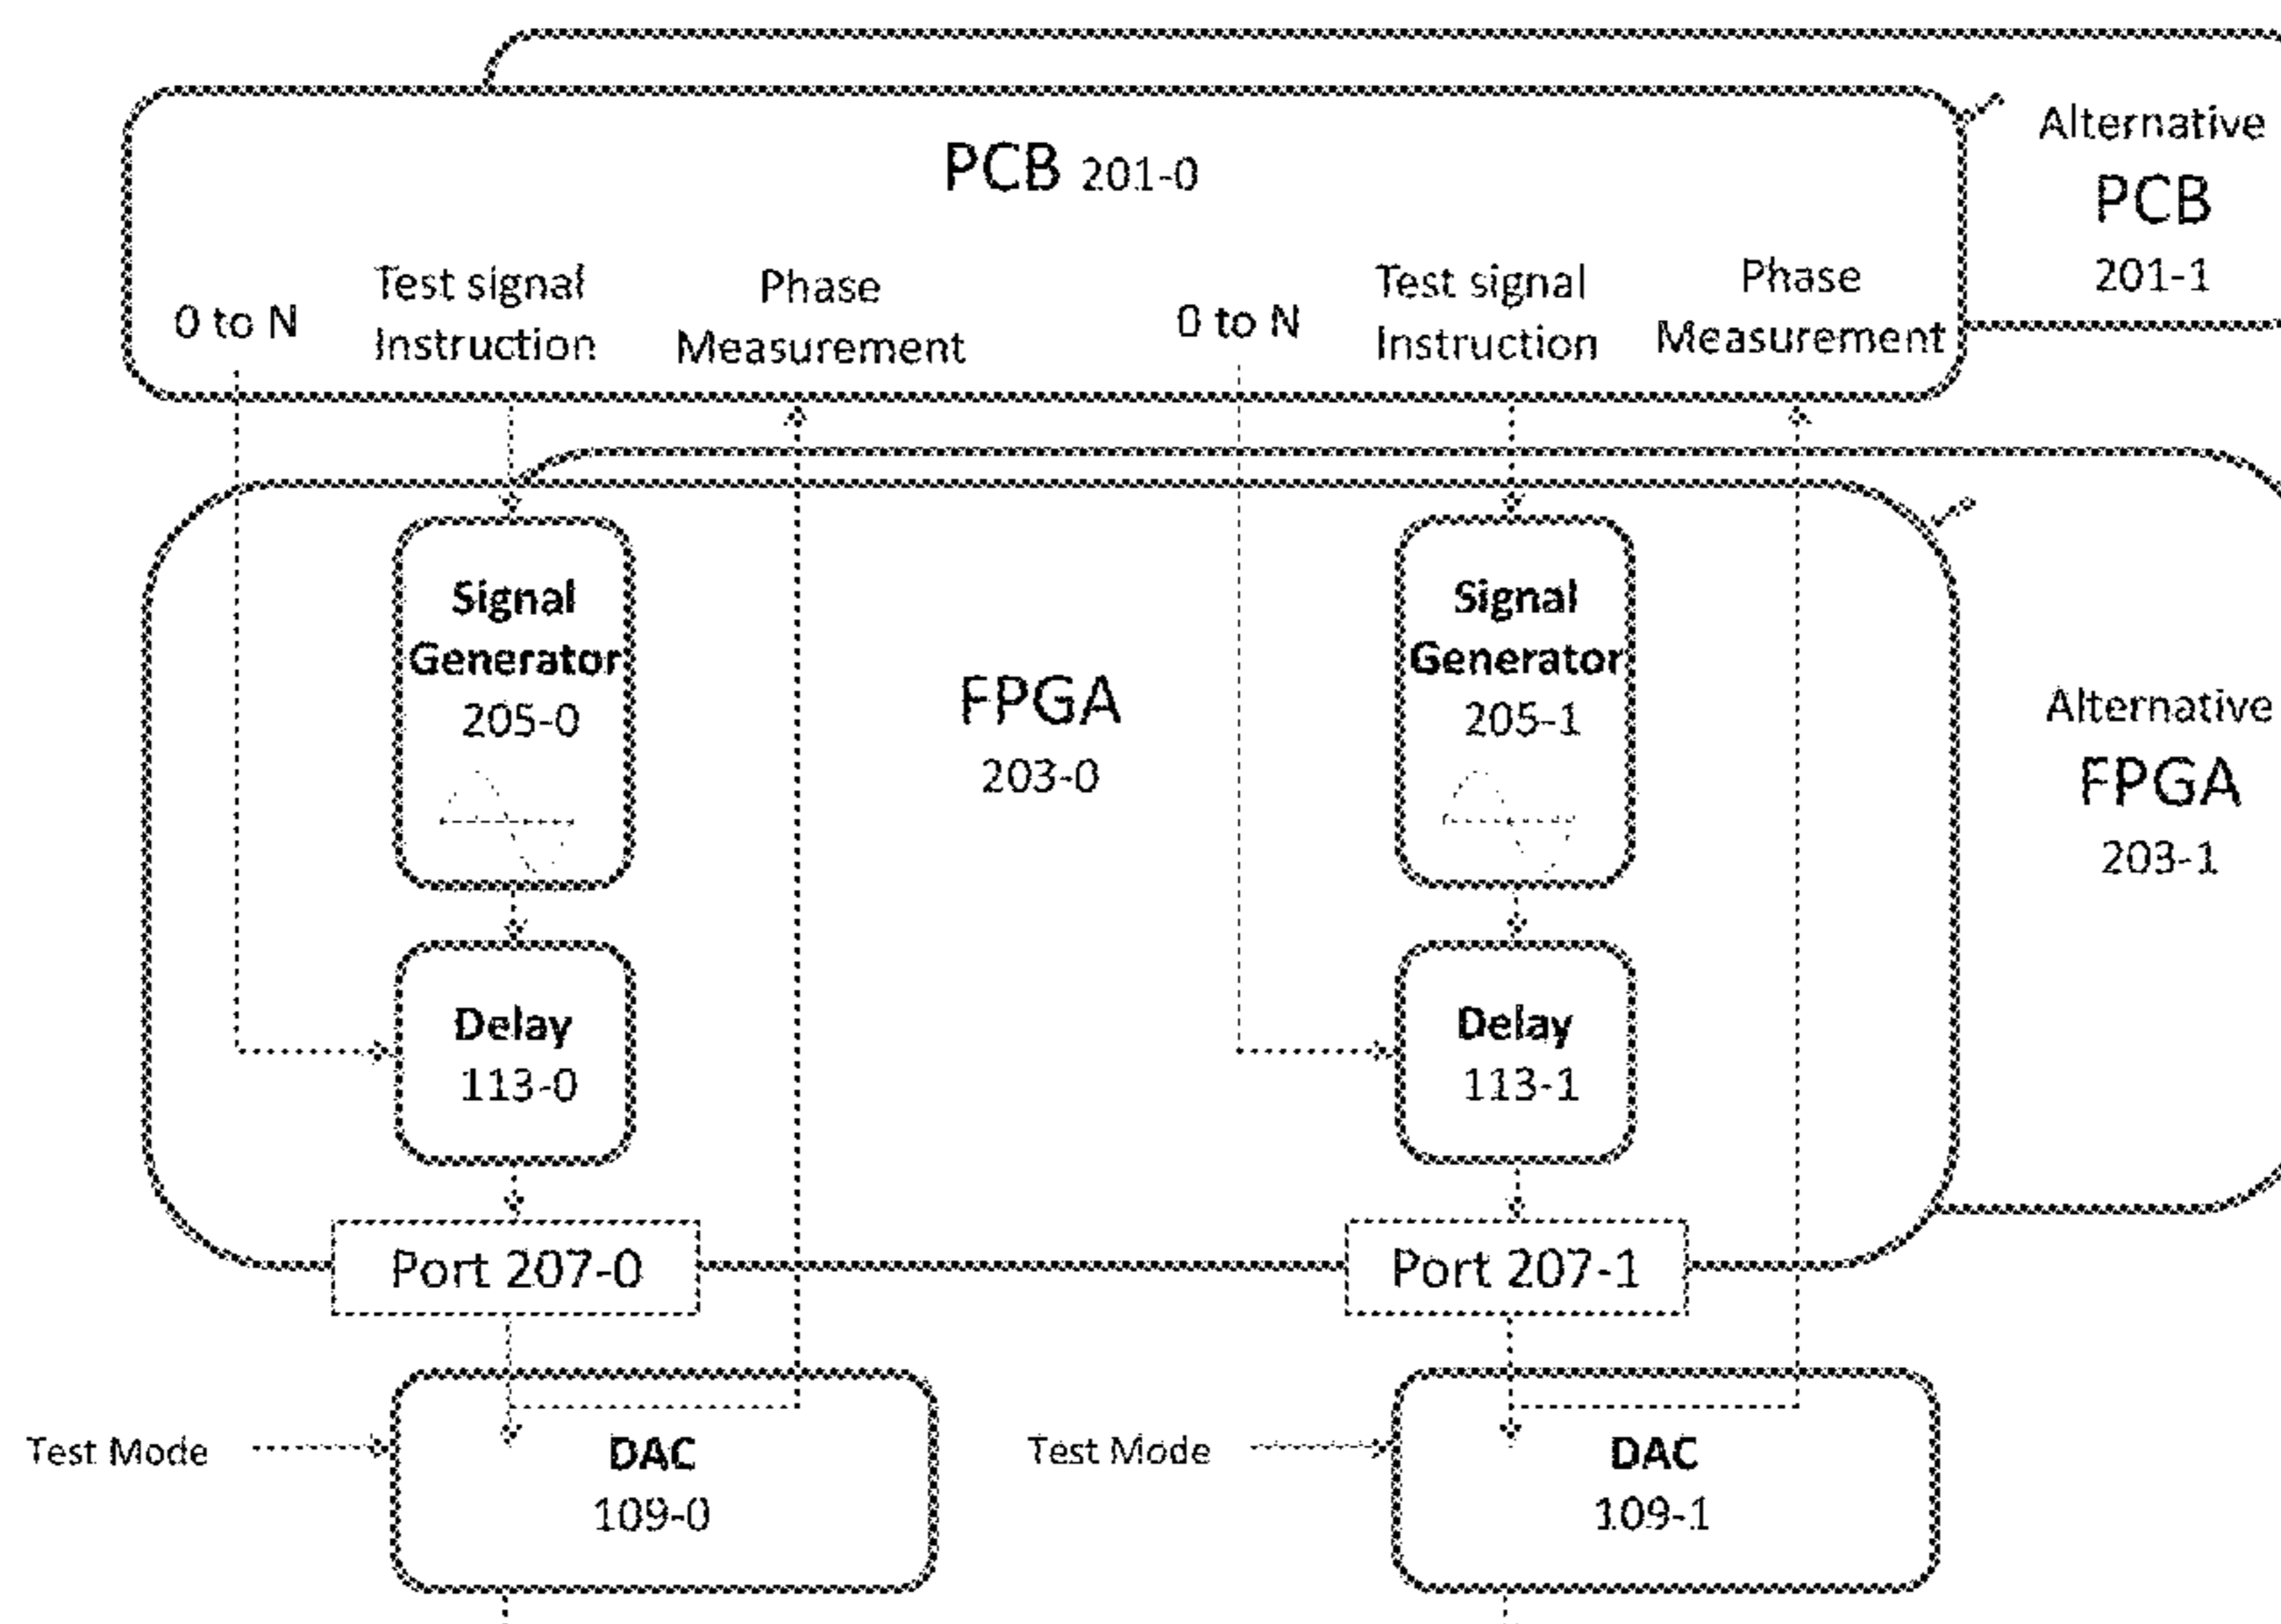 PCB 201-0
Alternative
PCB
201-1
0 to N
Test signal
Instruction
Phase
Measurement
0 to N
Test signal
Instruction
Phase
Measurement
Signal
Generator
205-0
FPGA
203-0
Signal
Generator
205-1
Alternative
FPGA
203-1
Delay
113-0
Delay
113-1
Port 207-0
Port 207-1
Test Mode
DAC
109-0
Test Mode
DAC
109-1